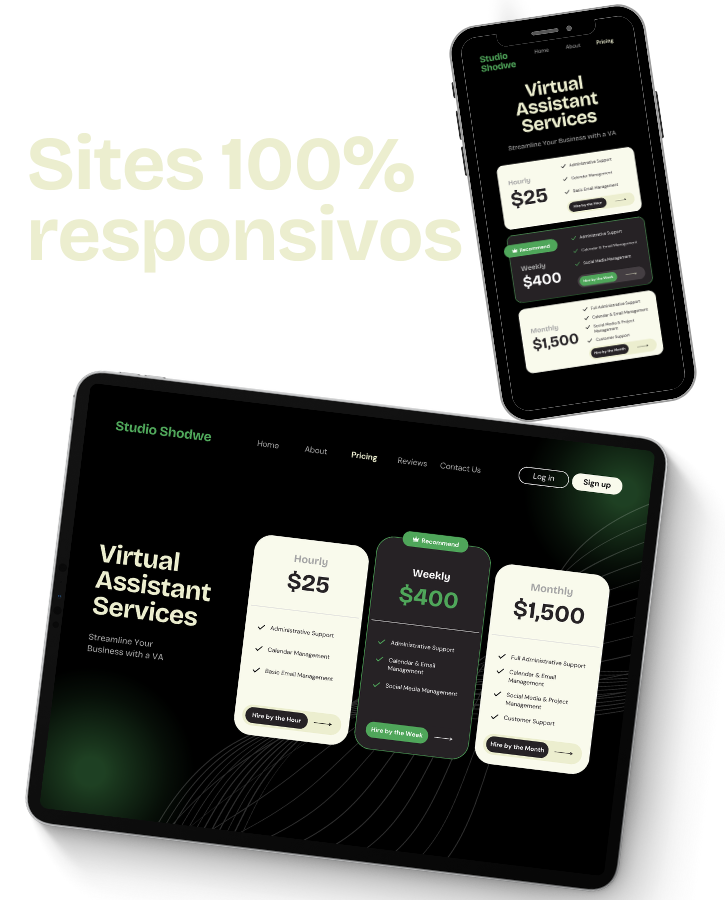 Sites 100%
responsivos
Studio
Shodwe
Home
About
Pricing
Virtual
Assistant
Services
Streamline Your Business with a VA
Hourly
$25
Administrative Support
Calendar Management
Basic Email Management
Hire by the Hour
Recommend
Weekly
$400
Administrative Support
Calendar & Email Management
Social Media Management
Hire by the Week
Monthly
$1,500
Full Administrative Support
Calendar & Email
Management
Social Media & Project
Management
Customer Support
Hire by the Month
Studio Shodwe
Home
About
Pricing
Reviews
Contact Us
Log in
Sign up
Virtual
Assistant
Services
Streamline Your
Business with a VA
Hourly
$25
Administrative Support
Calendar Management
Basic Email Management
Hire by the Hour
Recommend
Weekly
$400
Administrative Support
Calendar & Email
Management
Social Media Management
Hire by the Week
Monthly
$1,500
Full Administrative Support
Calendar & Email
Management
Social Media & Project
Management
Customer Support
Hire by the Month